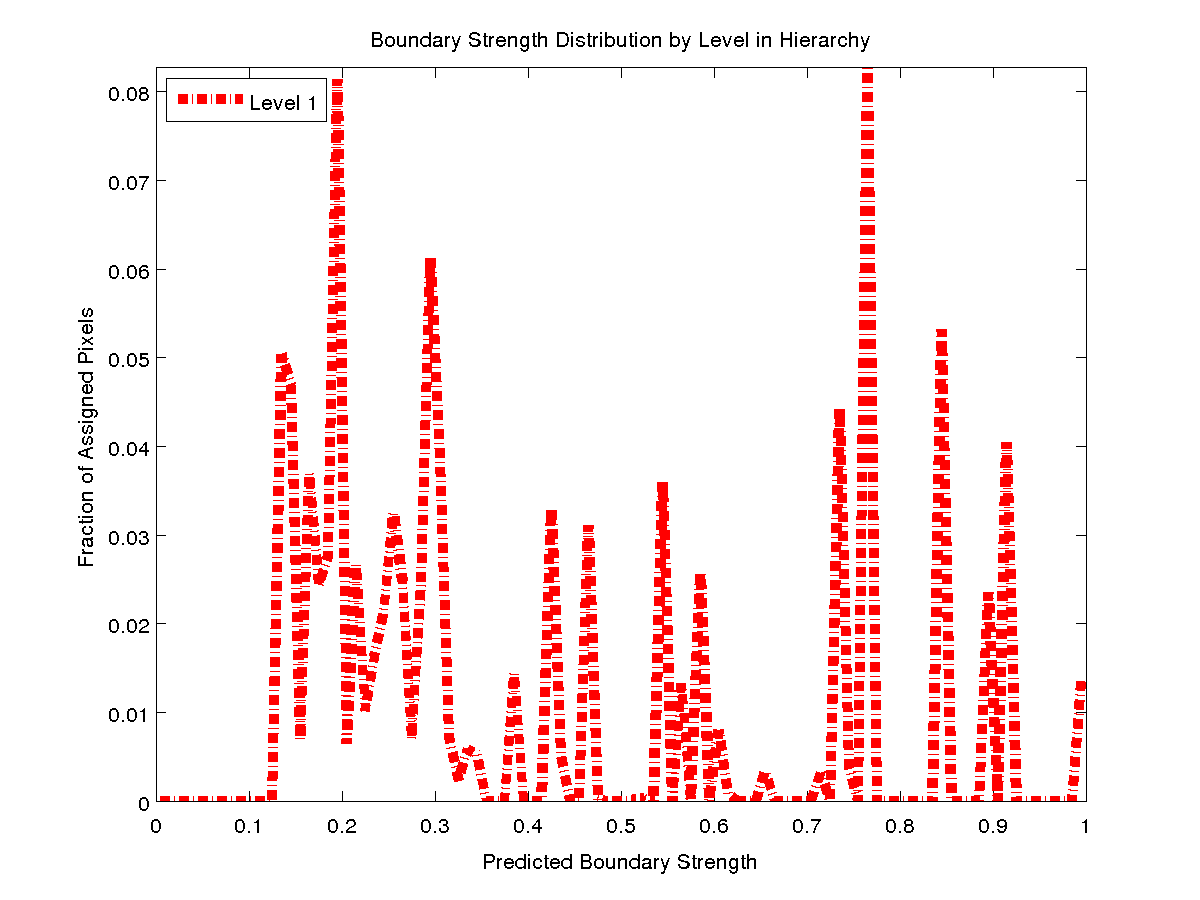 Boundary Strength Distribution by Level in Hierarchy
Level 1
Fraction of Assigned Pixels
0.08
0.07
0.06
0.05
0.04
0.03
0.02
0.01
0
0 0.1 0.2 0.3 0.4 0.5 0.6 0.7 0.8 0.9 1
Predicted Boundary Strength